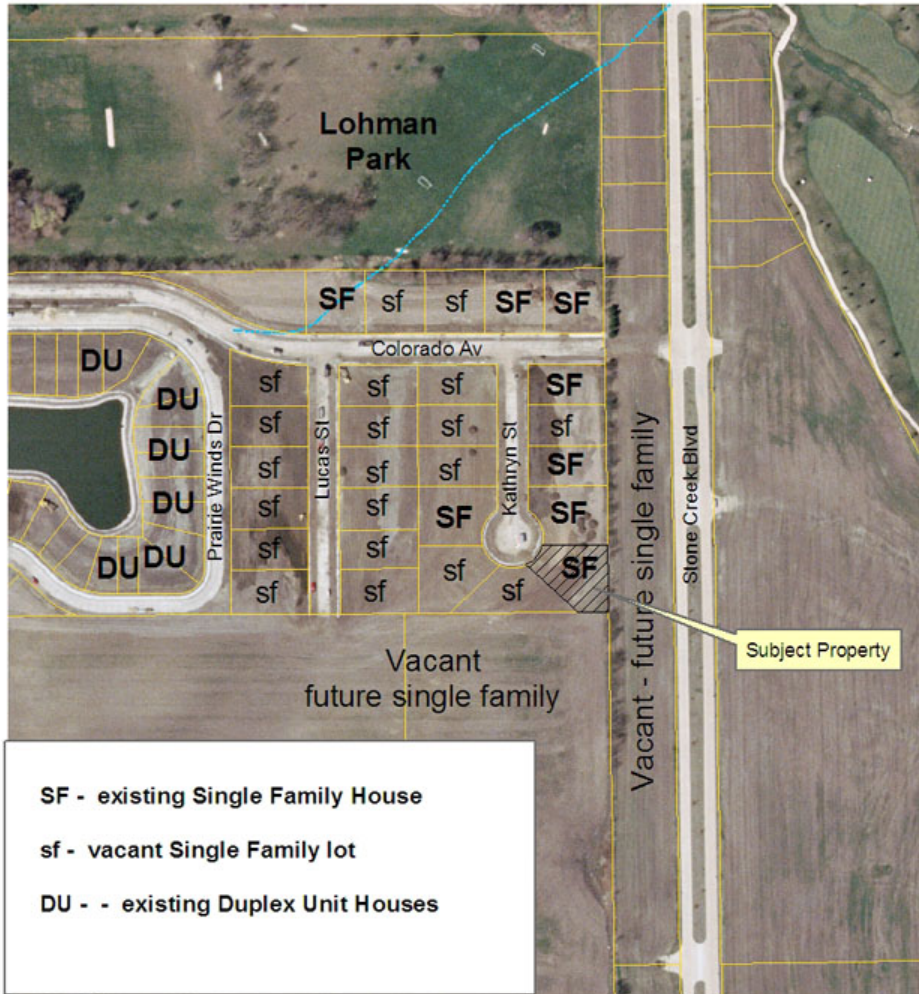 Lohman
Park
SF sf sf SF SF
Colorado Av
DU
DU
DU
DU
DU DU
Prairie Winds Dr
sf
sf
sf
sf
sf
sf
Lucas St
sf
sf
sf
sf
sf
sf
sf
sf
sf
SF
sf
Kathryn St
SF
sf
SF
SF
SF
sf
Vacant - future single family
Stone Creek Blvd
Subject Property
Vacant
future single family
SF - existing Single Family House
sf - vacant Single Family lot
DU - - existing Duplex Unit Houses